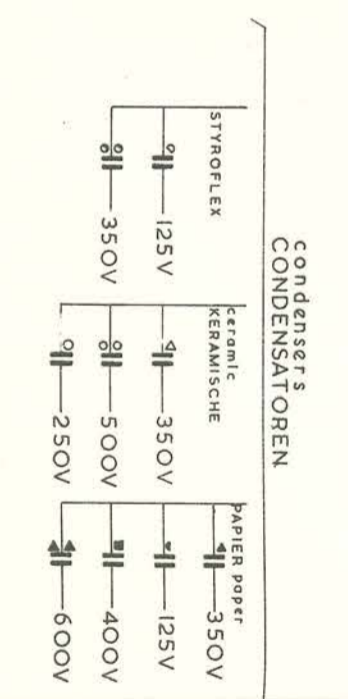 condensers
CONDENSATOREN
STYROFLEX
125V
350V
ceramic
KERAMISCHE
350V
500V
250V
PAPIER paper
350V
125V
400V
600V